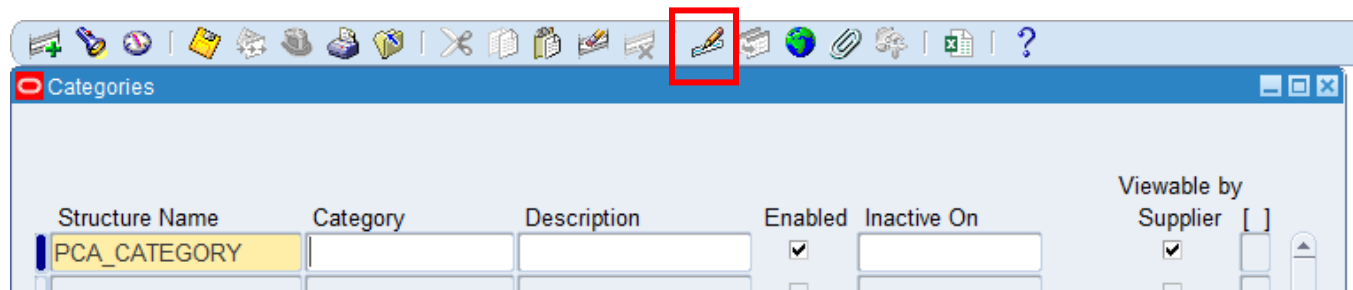 ?
Categories
Viewable by
Structure Name Category Description Enabled Inactive On Supplier [ ]
PCA_CATEGORY